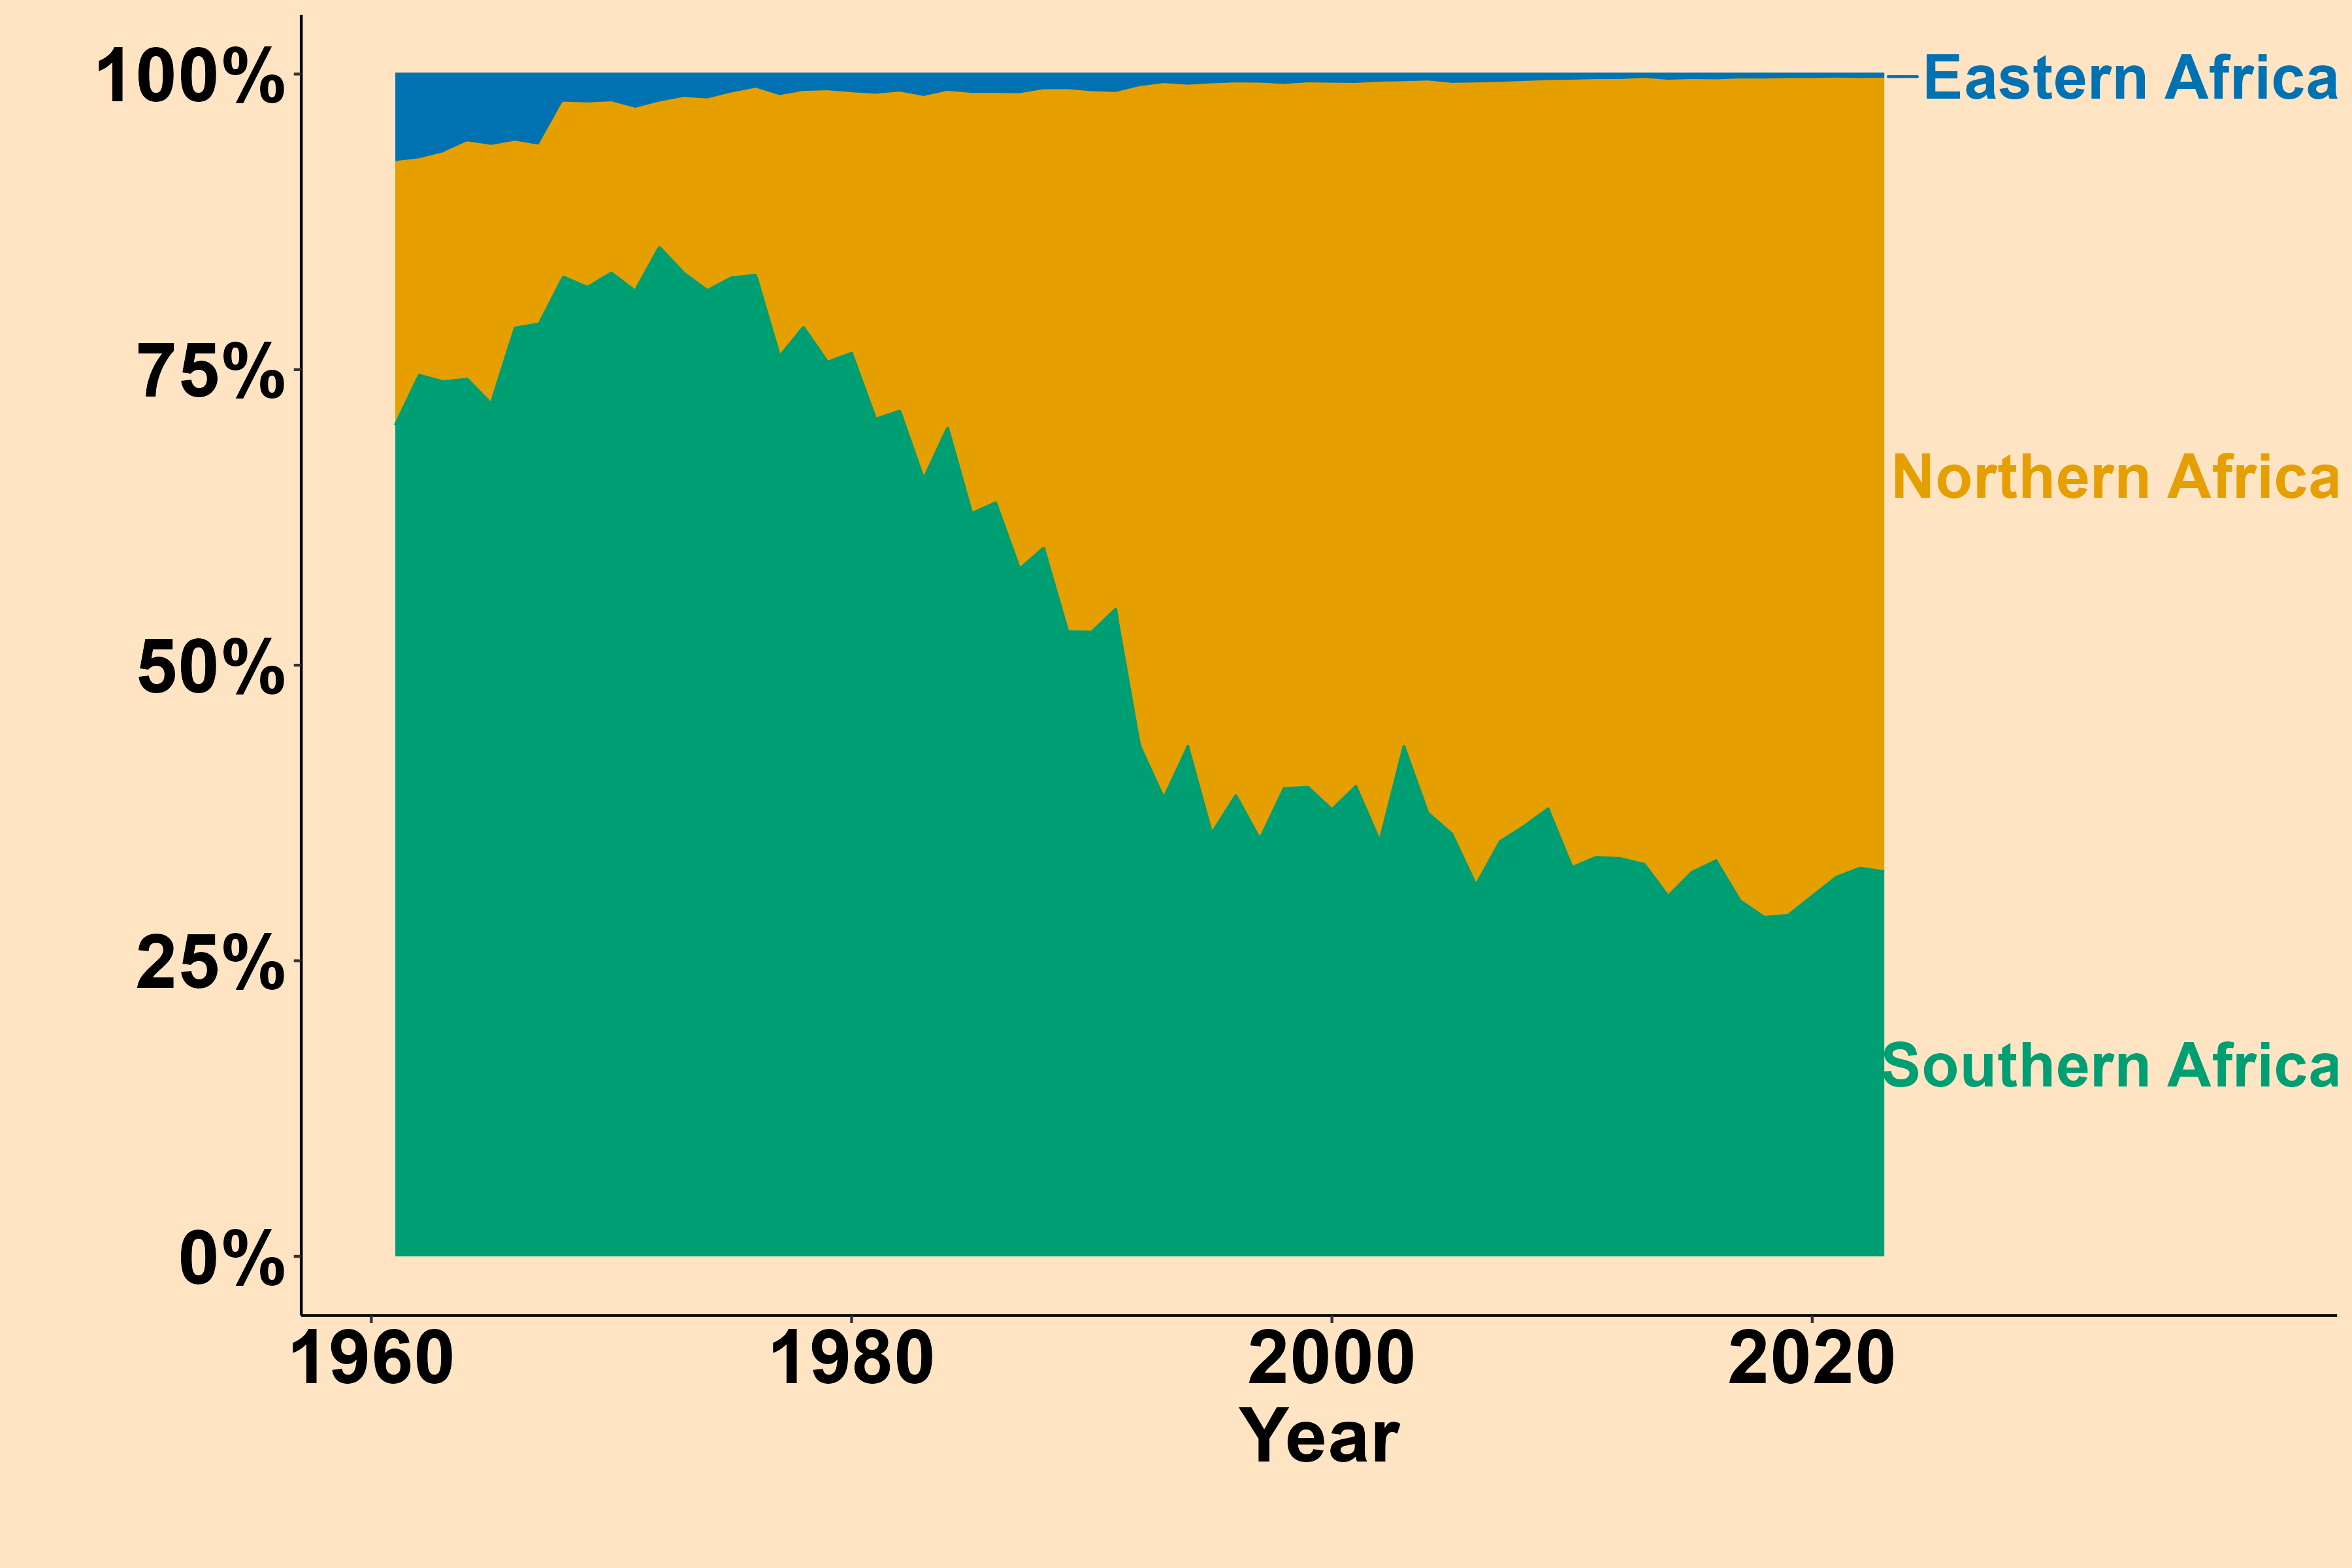 100%
Eastern Africa
75%
Northern Africa
50%
25%
Southern Africa
0%
1960 1980 2000 2020
Year